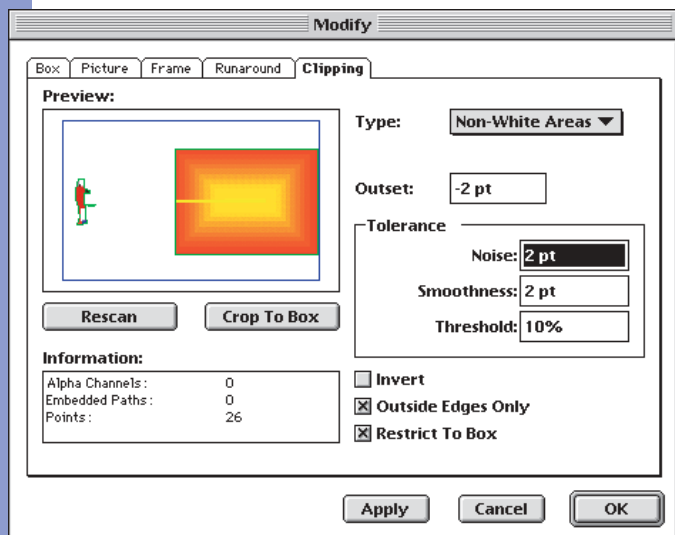 Modify
Box Picture Frame Runaround Clipping
Preview:
Type: Non-White Areas
Outset: -2 pt
Tolerance
Noise: 2 pt
Smoothness: 2 pt
Threshold: 10%
Rescan Crop To Box
Information:
Alpha Channels: 0
Embedded Paths: 0
Points: 26
Invert
Outside Edges Only
Restrict To Box
Apply Cancel OK